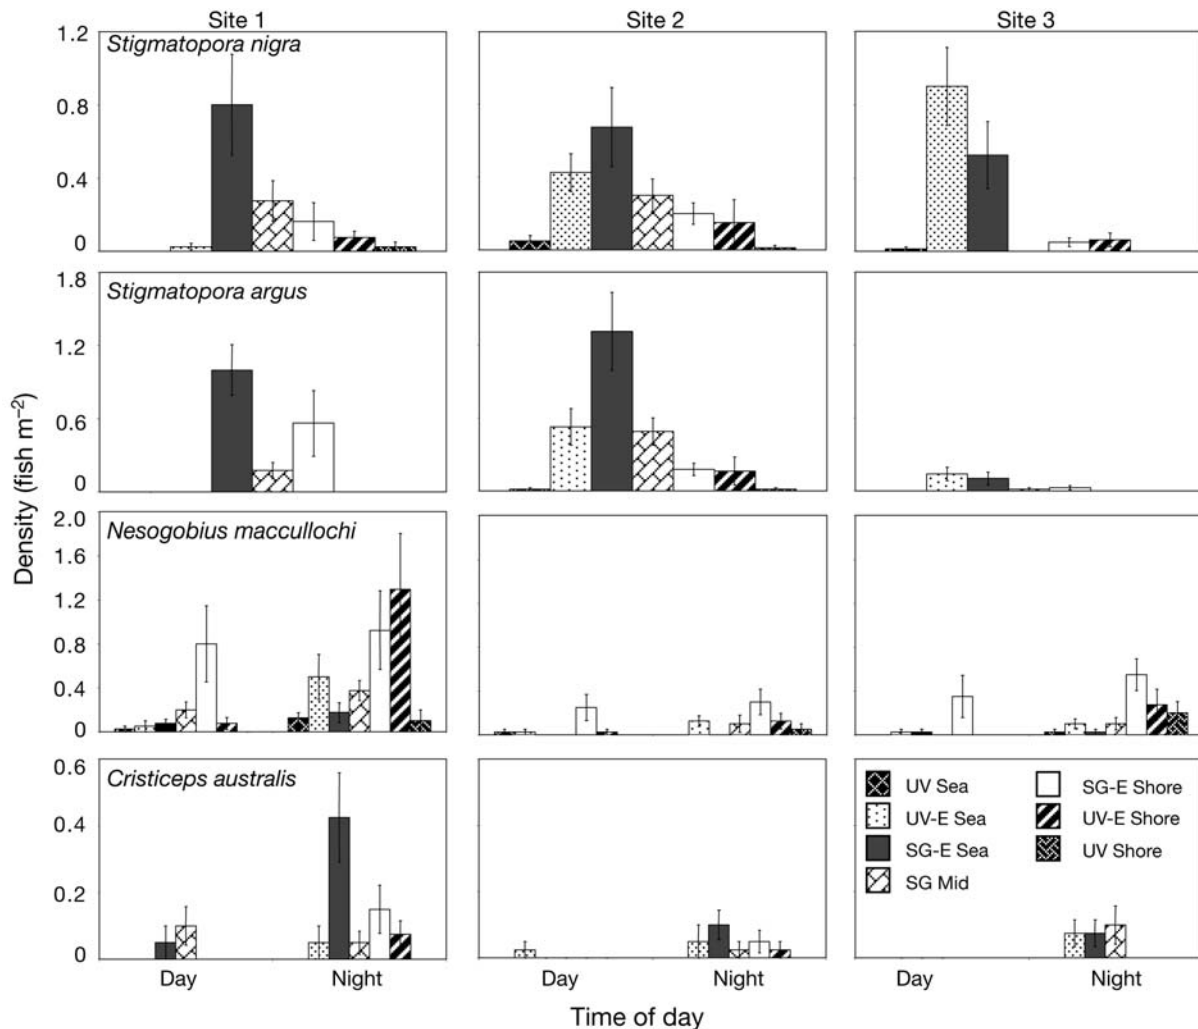 Site 1
Site 2
Site 3
1.2
Stigmatopora nigra
0.8
0.4
0
1.8
Stigmatopora argus
1.2
0.6
0
2.0
Nesogobius maccullochi
1.6
1.2
0.8
0.4
0
0.6
Cristiceps australis
0.4
0.2
0
UV Sea
UV-E Sea
SG-E Sea
SG Mid
SG-E Shore
UV-E Shore
UV Shore
Day
Night
Day
Night
Day
Night
Time of day
Density (fish m⁻²)